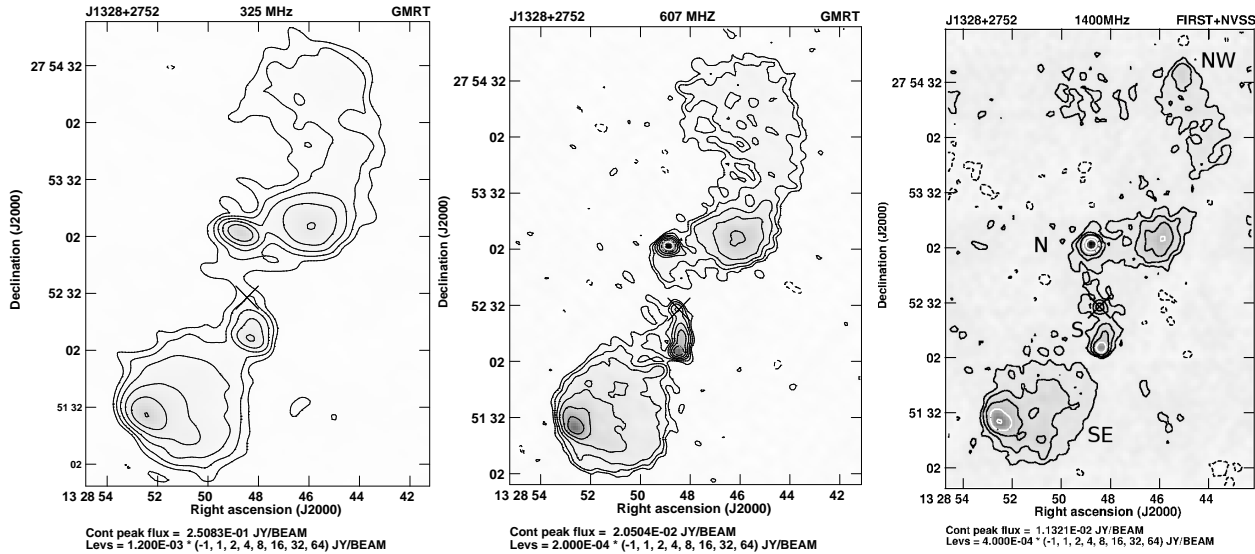 J1328+2752 325 MHz GMRT
27 54 32
02
53 32
02
52 32
02
51 32
02
Declination (J2000)
13 28 54 52 50 48 46 44 42
Right ascension (J2000)
Cont peak flux = 2.5083E-01 JY/BEAM
Levs = 1.200E-03 * (-1, 1, 2, 4, 8, 16, 32, 64) JY/BEAM
J1328+2752 607 MHZ GMRT
27 54 32
02
53 32
02
52 32
02
51 32
02
Declination (J2000)
13 28 54 52 50 48 46 44 42
Right ascension (J2000)
Cont peak flux = 2.0504E-02 JY/BEAM
Levs = 2.000E-04 * (-1, 1, 2, 4, 8, 16, 32, 64) JY/BEAM
J1328+2752 1400MHz FIRST+NVSS
NW
27 54 32
02
53 32
N
02
52 32
S
02
51 32
SE
02
Declination (J2000)
13 28 54 52 50 48 46 44
Right ascension (J2000)
Cont peak flux = 1.1321E-02 JY/BEAM
Levs = 4.000E-04 * (-1, 1, 2, 4, 8, 16, 32, 64) JY/BEAM